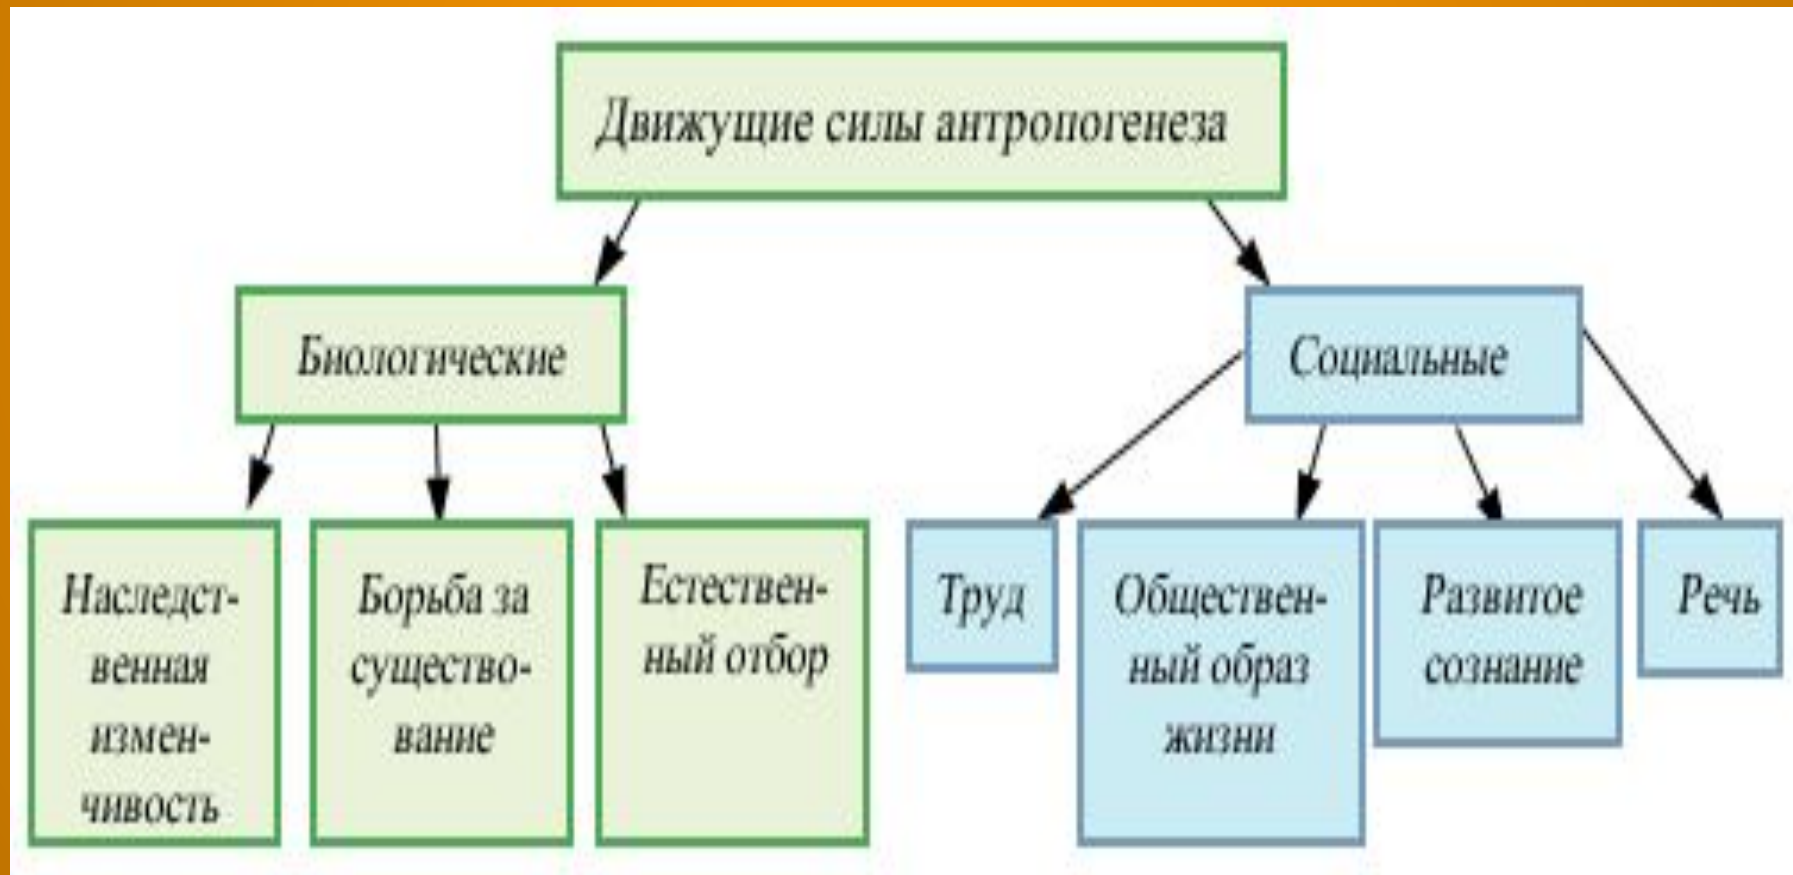 Движущие силы антропогенеза
Биологические
Социальные
Наследст-
венная
измен-
чивость
Борьба за
существо-
вание
Естествен-
ный отбор
Труд
Обществен-
ный образ
жизни
Развитое
сознание
Речь